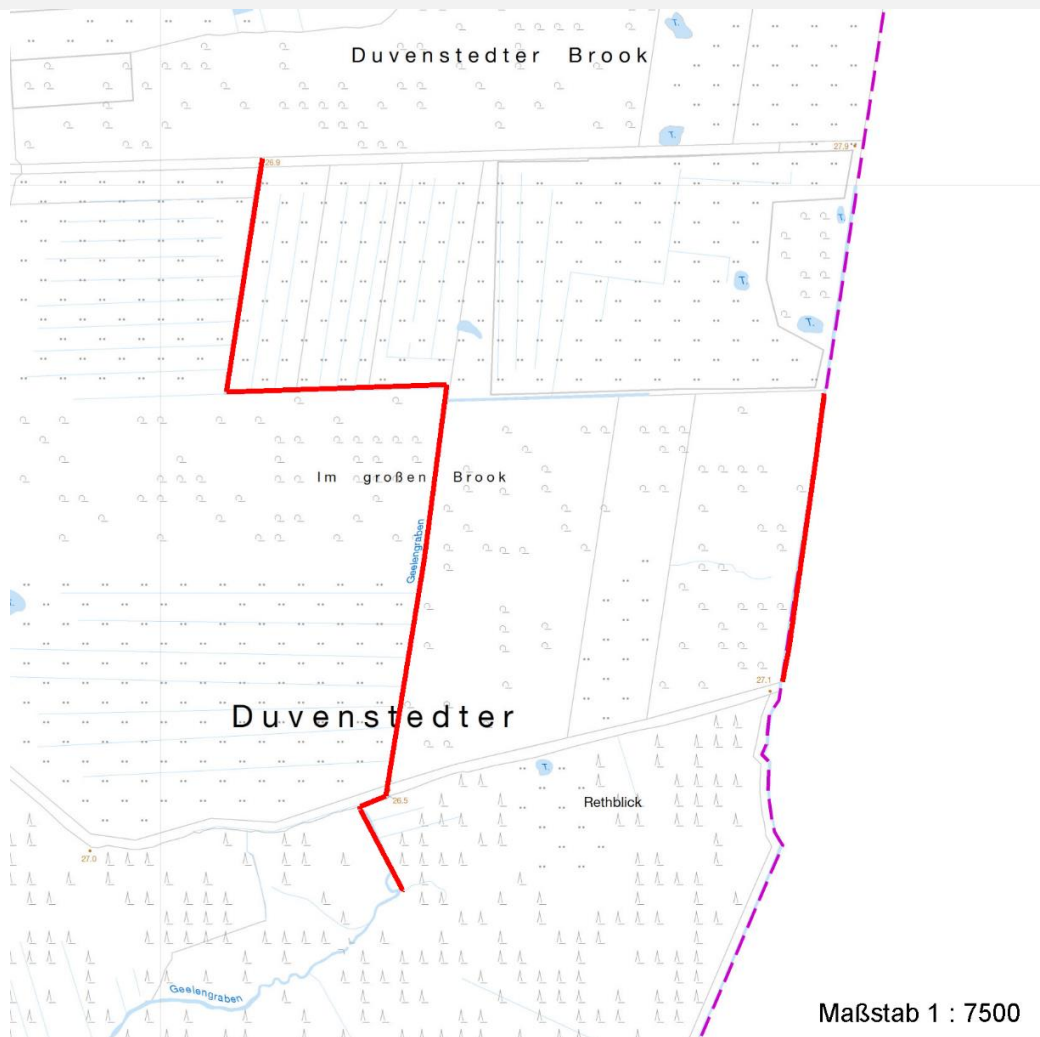 T.
Duvenstedter Brook
T.
27.9
26.9
T.
T.
T.
Im großen Brook
Geelengraben
T.
27.1
Duvenstedter
T.
26.5
Rethblick
27.0
Geelengraben
Maßstab 1 : 7500